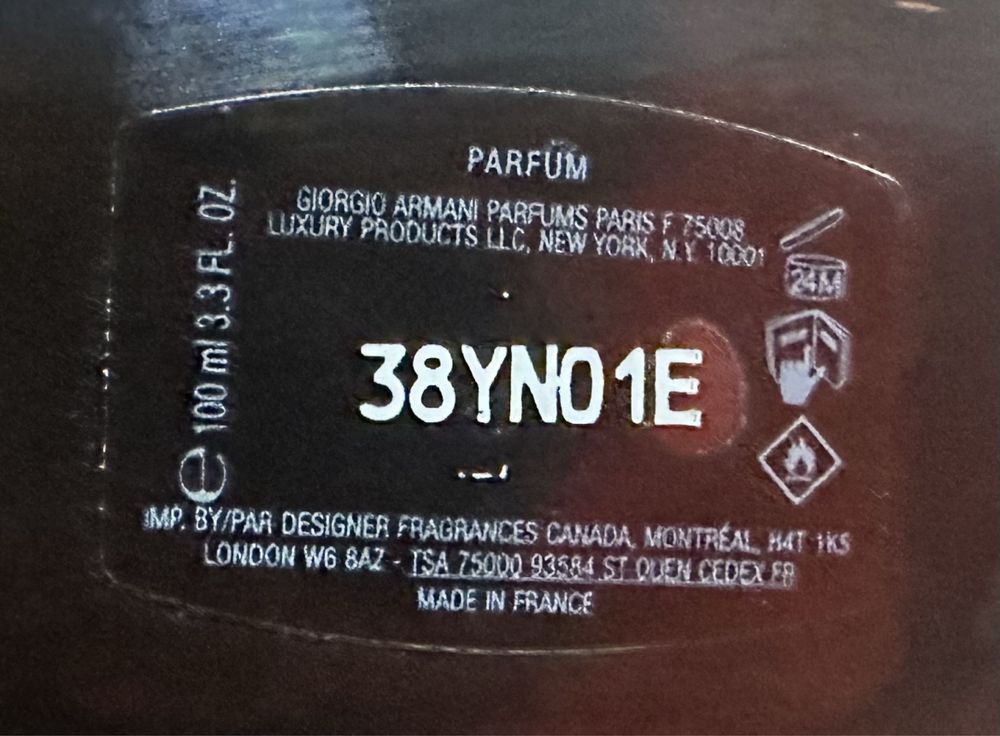 PARFUM
GIORGIO ARMANI PARFUMS PARIS F 75008
LUXURY PRODUCTS LLC, NEW YORK, N.Y. 10001
e 100 ml 3.3 FL. OZ.
24M
38YN01E
IMP. BY/PAR DESIGNER FRAGRANCES CANADA, MONTRÉAL, H4T 1K5
LONDON W6 8AZ - TSA 75000 93584 ST OUEN CEDEX FR
MADE IN FRANCE